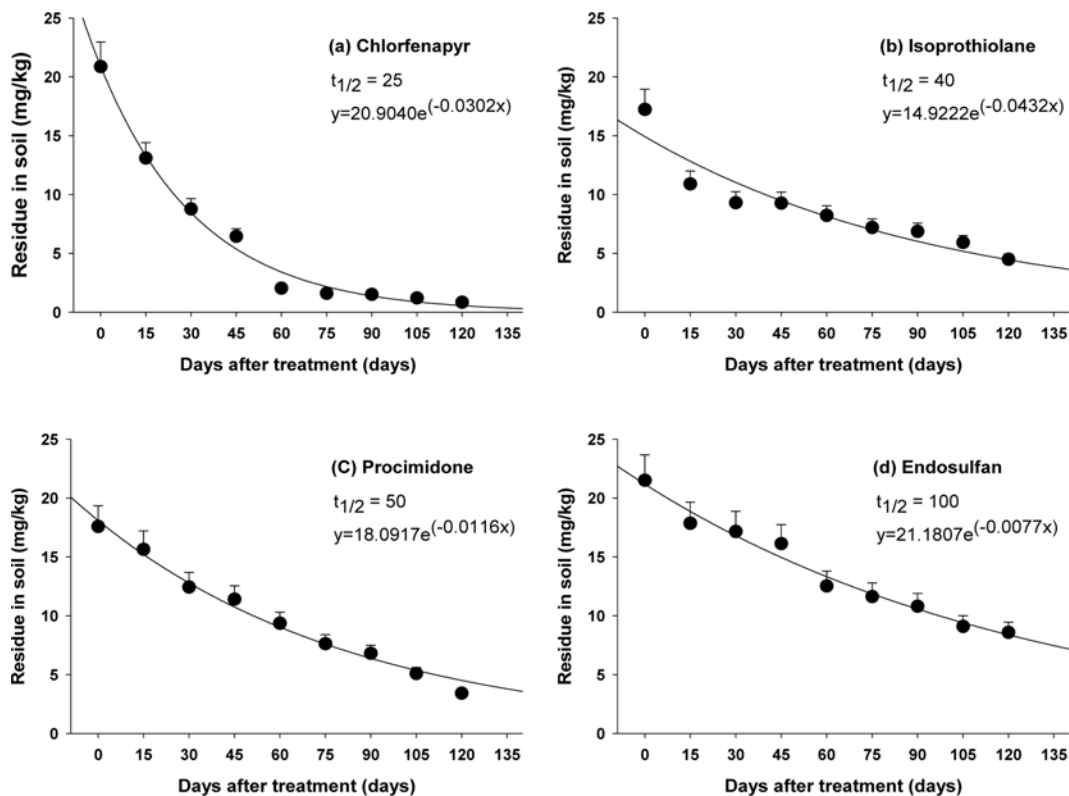 (a) Chlorfenapyr
t1/2 = 25
y=20.9040e(-0.0302x)
Residue in soil (mg/kg)
25
20
15
10
5
0
0 15 30 45 60 75 90 105 120 135
Days after treatment (days)
(b) Isoprothiolane
t1/2 = 40
y=14.9222e(-0.0432x)
Residue in soil (mg/kg)
25
20
15
10
5
0
0 15 30 45 60 75 90 105 120 135
Days after treatment (days)
(C) Procimidone
t1/2 = 50
y=18.0917e(-0.0116x)
Residue in soil (mg/kg)
25
20
15
10
5
0
0 15 30 45 60 75 90 105 120 135
Days after treatment (days)
(d) Endosulfan
t1/2 = 100
y=21.1807e(-0.0077x)
Residue in soil (mg/kg)
25
20
15
10
5
0
0 15 30 45 60 75 90 105 120 135
Days after treatment (days)